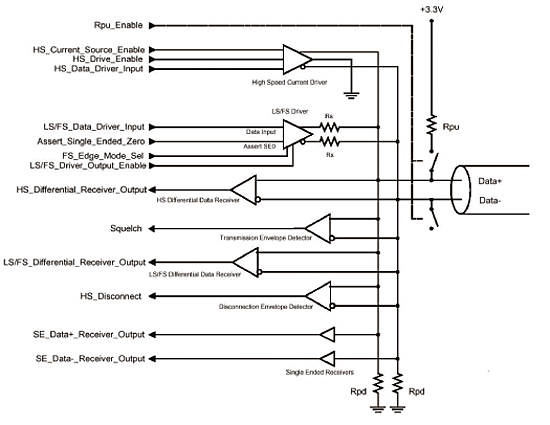 +3.3V
Rpu_Enable
HS_Current_Source_Enable
HS_Drive_Enable
HS_Data_Driver_Input
High Speed Current Driver
Rpu
LS/FS Driver
Rs
LS/FS_Data_Driver_Input
Data Input
Assert_Single_Ended_Zero
Rs
Assert SE0
FS_Edge_Mode_Sel
LS/FS_Driver_Output_Enable
Data+
HS_Differential_Receiver_Output
HS Differential Data Receiver
Data-
Squelch
Transmission Envelope Detector
LS/FS_Differential_Receiver_Output
LS/FS Differential Data Receiver
HS_Disconnect
Disconnection Envelope Detector
SE_Data+_Receiver_Output
SE_Data-_Receiver_Output
Single Ended Receivers
Rpd
Rpd